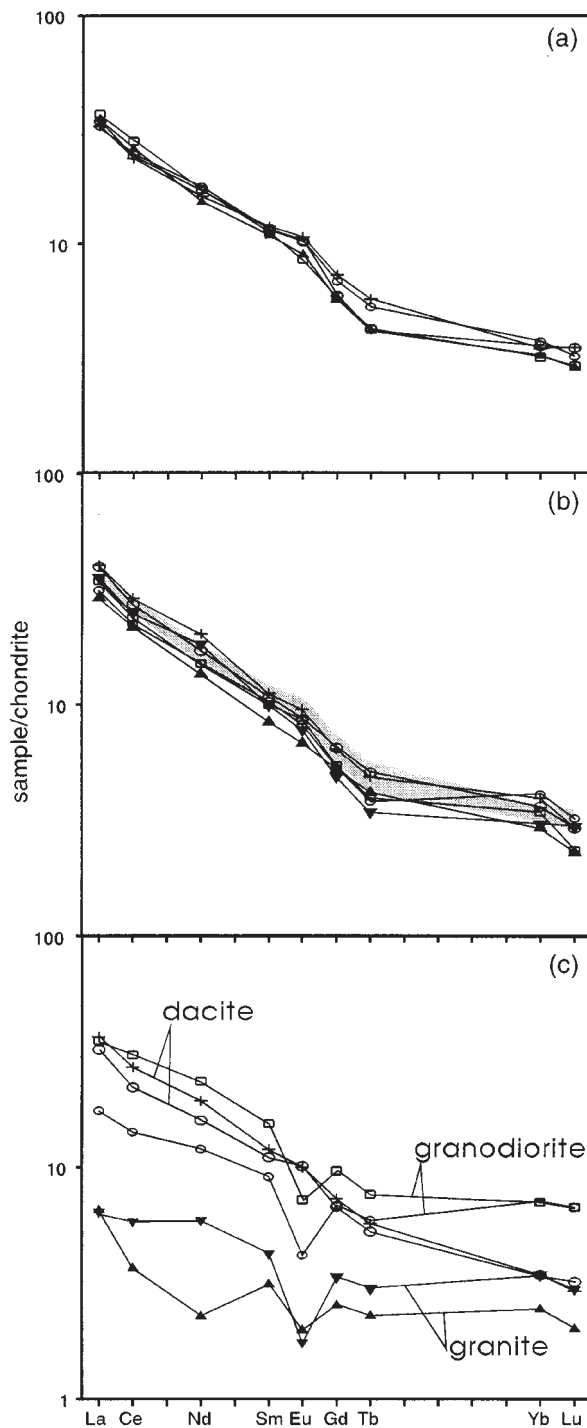 100
(a)
10
100
(b)
sample/chondrite
10
100
(c)
dacite
granodiorite
10
granite
1
La Ce Nd Sm Eu Gd Tb Yb Lu